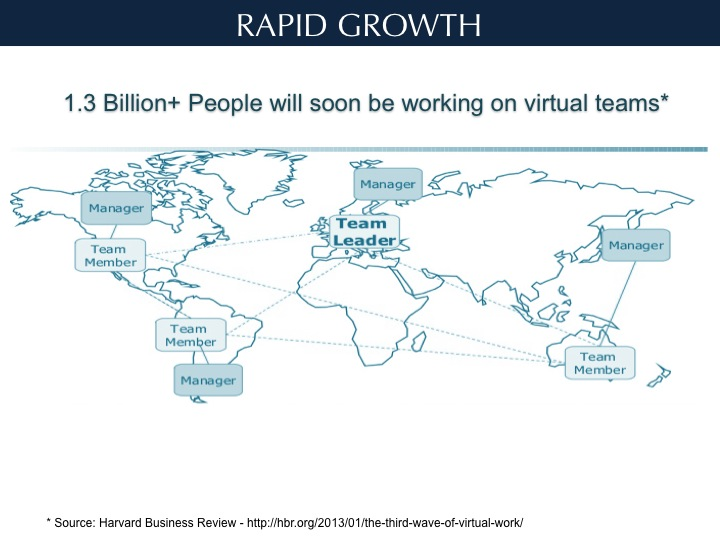 RAPID GROWTH
1.3 Billion+ People will soon be working on virtual teams*
Manager
Manager
Team
Leader
Team
Member
Manager
Team
Member
Team
Member
Manager
* Source: Harvard Business Review - http://hbr.org/2013/01/the-third-wave-of-virtual-work/